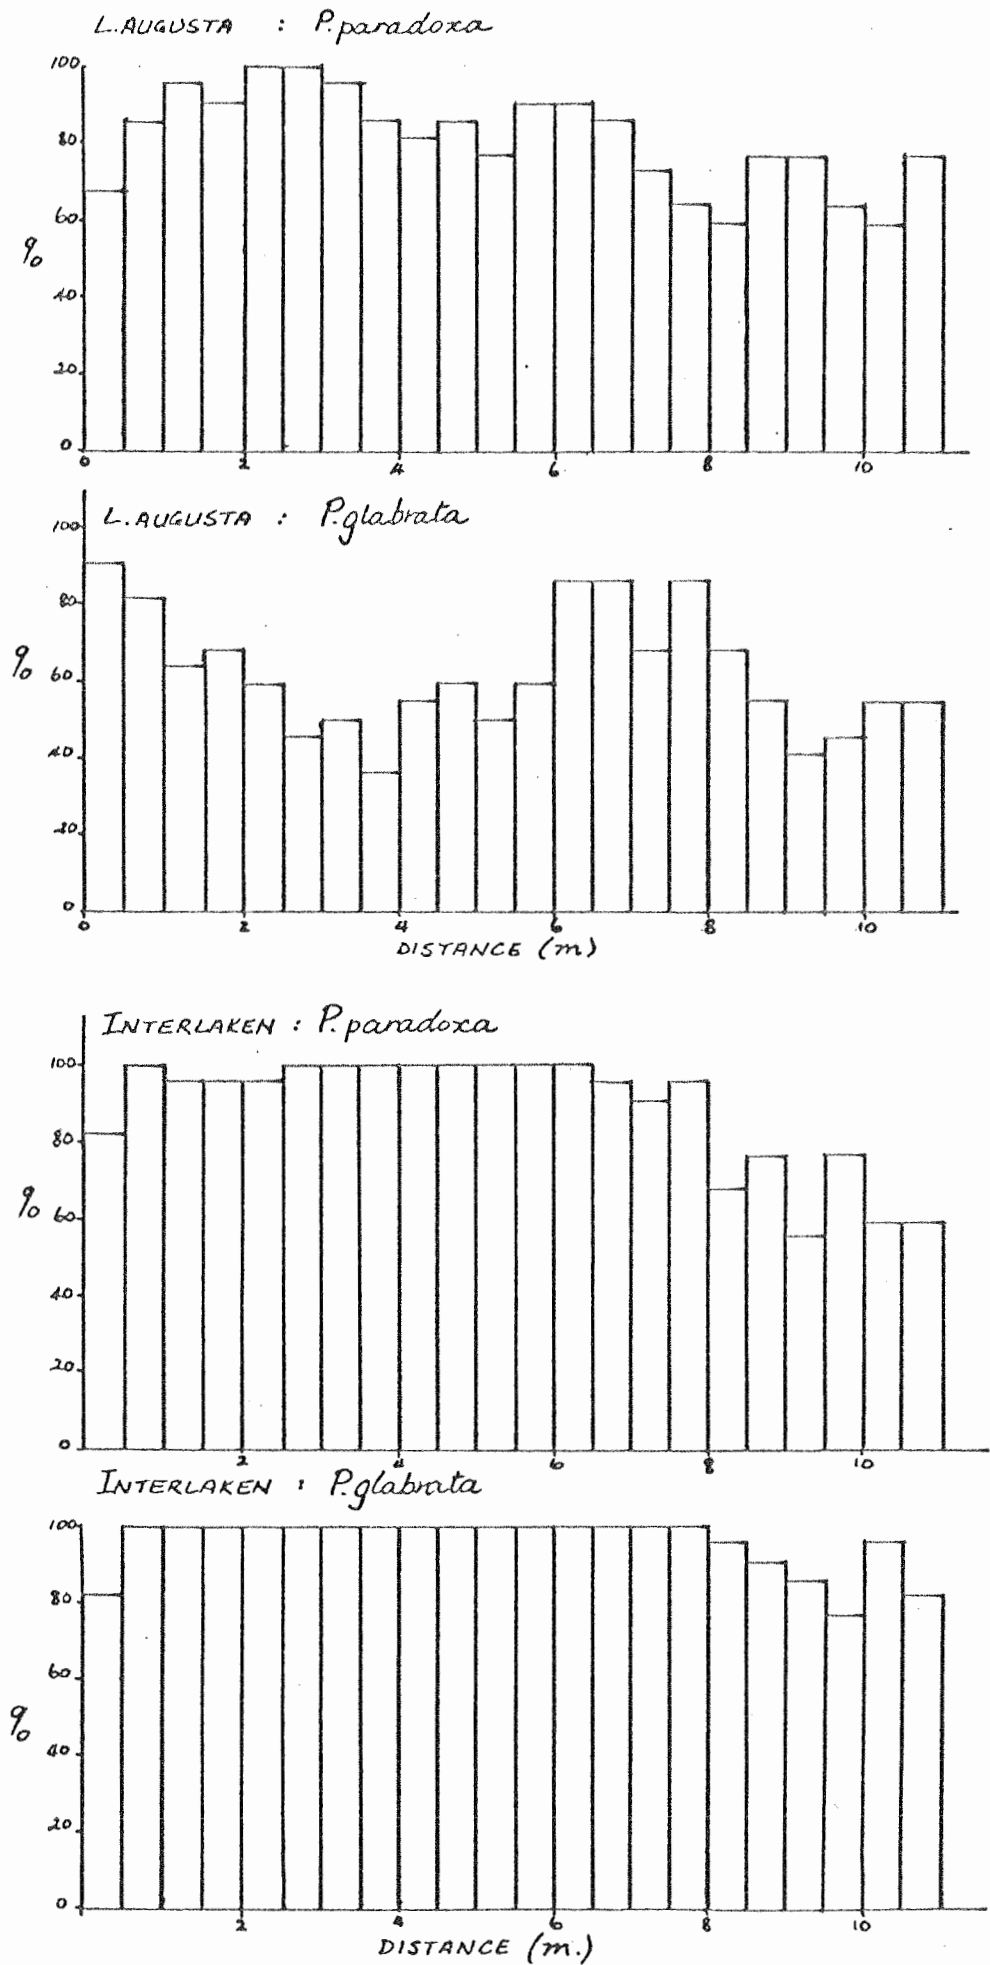 L.AUGUSTA : P.paradoxa
100
80
60
%
40
20
0
0 2 4 6 8 10
L.AUGUSTA : P.glabrata
100
80
% 60
40
20
0
0 2 4 6 8 10
DISTANCE (m)
INTERLAKEN : P.paradoxa
100
80
% 60
40
20
0
2 4 6 8 10
INTERLAKEN : P.glabrata
100
80
60
%
40
20
0
2 4 6 8 10
DISTANCE (m.)